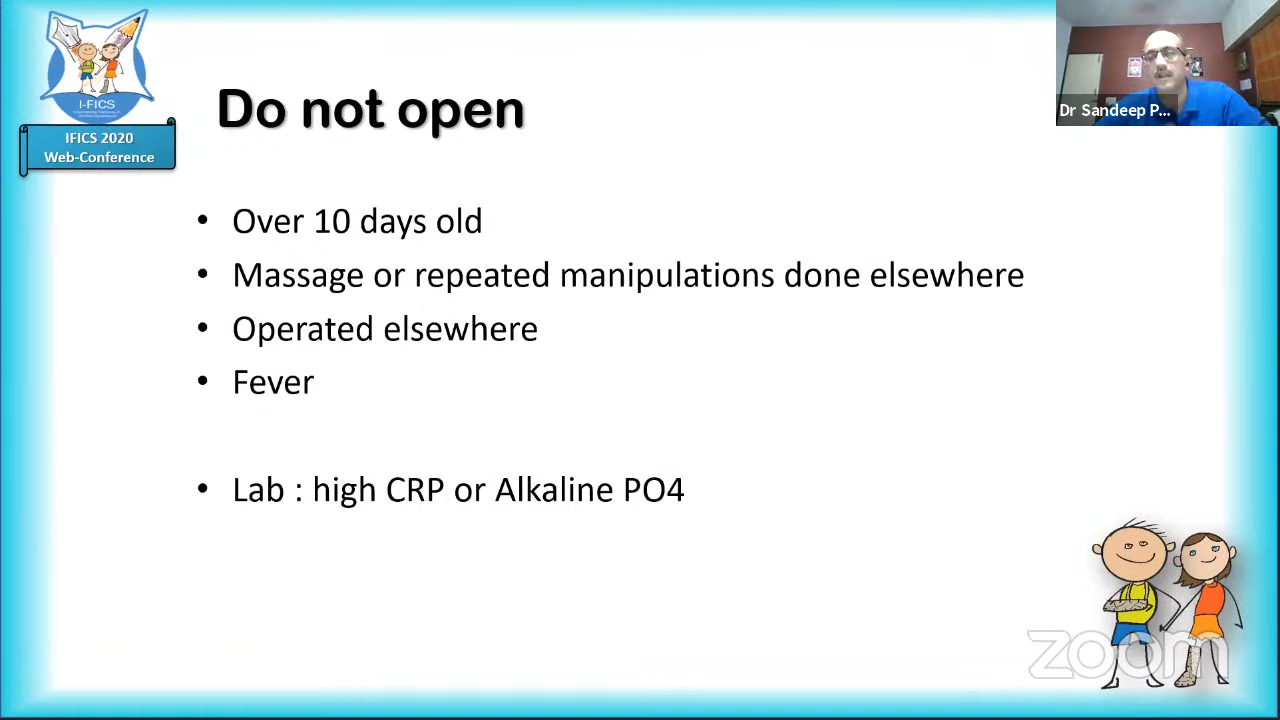 I-FICS
IFICS 2020
Web-Conference
Dr Sandeep P...
Do not open
• Over 10 days old
• Massage or repeated manipulations done elsewhere
• Operated elsewhere
• Fever
• Lab : high CRP or Alkaline PO4
zoom